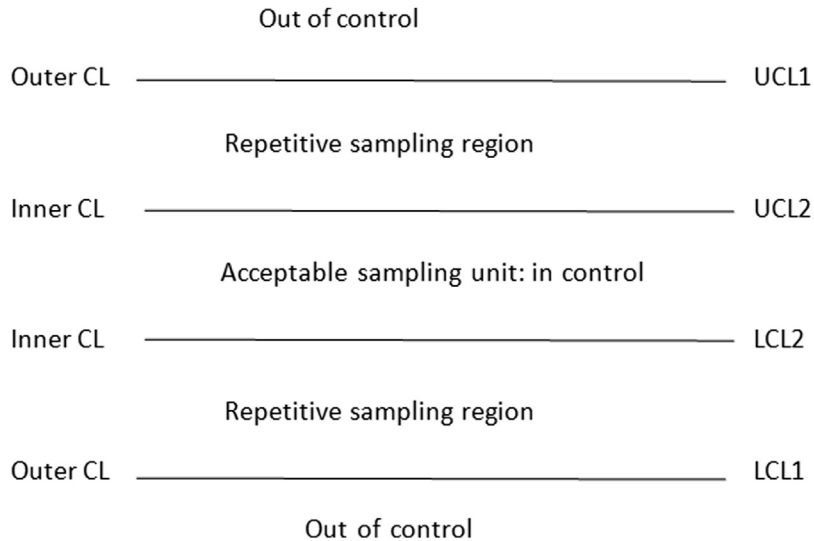 Out of control
Outer CL UCL1
Repetitive sampling region
Inner CL UCL2
Acceptable sampling unit: in control
Inner CL LCL2
Repetitive sampling region
Outer CL LCL1
Out of control